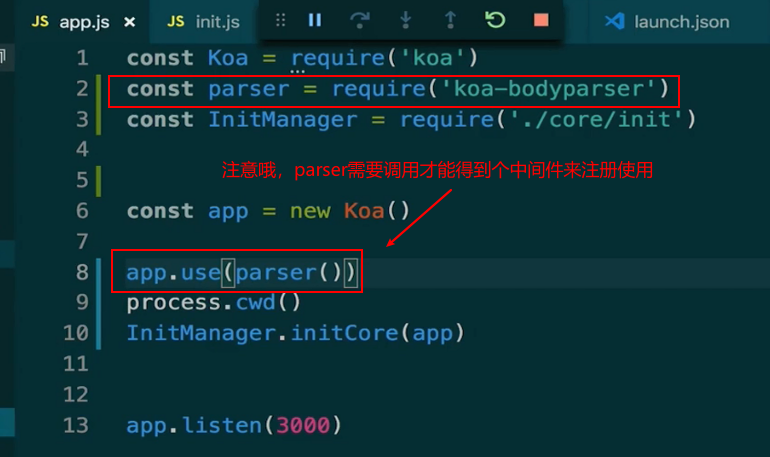 JS app.js × JS init.js launch.json
1 const Koa = require('koa')
2 const parser = require('koa-bodyparser')
3 const InitManager = require('./core/init')
4
5
注意哦，parser需要调用才能得到个中间件来注册使用
6 const app = new Koa()
7
8 app.use(parser())
9 process.cwd()
10 InitManager.initCore(app)
11
12
13 app.listen(3000)